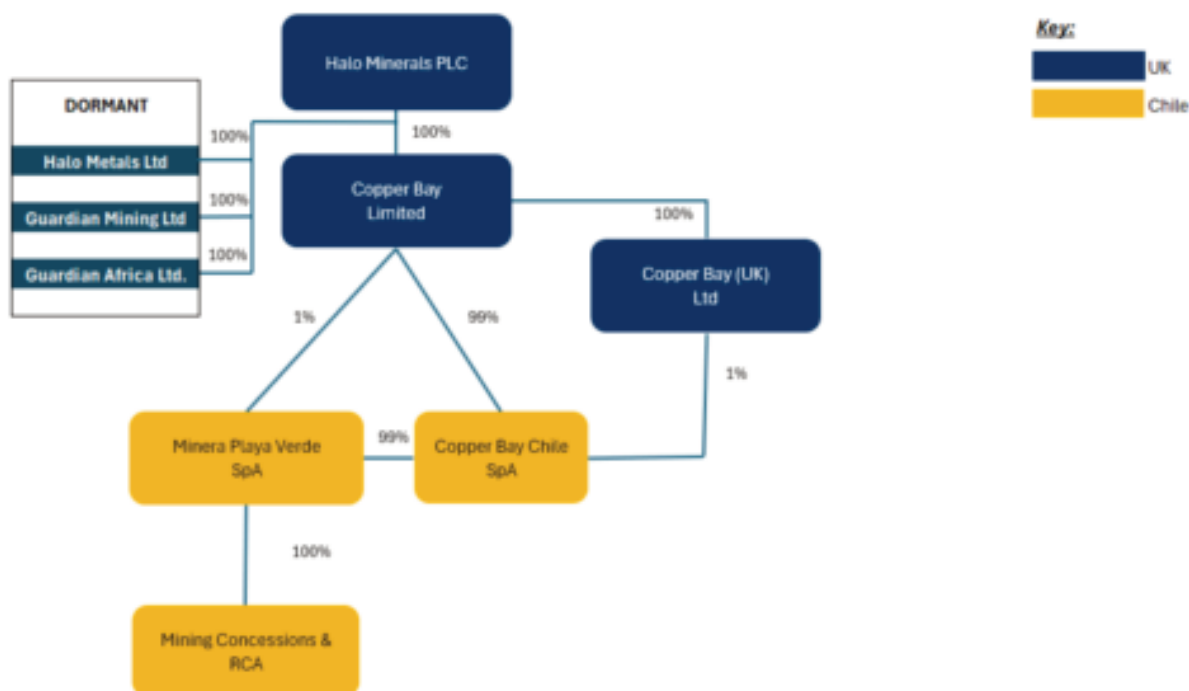 Halo Minerals PLC
Key:
UK
Chile
DORMANT
100%
100%
Halo Metals Ltd
100%
Guardian Mining Ltd
100%
Guardian Africa Ltd.
Copper Bay
Limited
100%
Copper Bay (UK)
Ltd
1%
99%
1%
Minera Playa Verde
SpA
99%
Copper Bay Chile
SpA
100%
Mining Concessions &
RCA